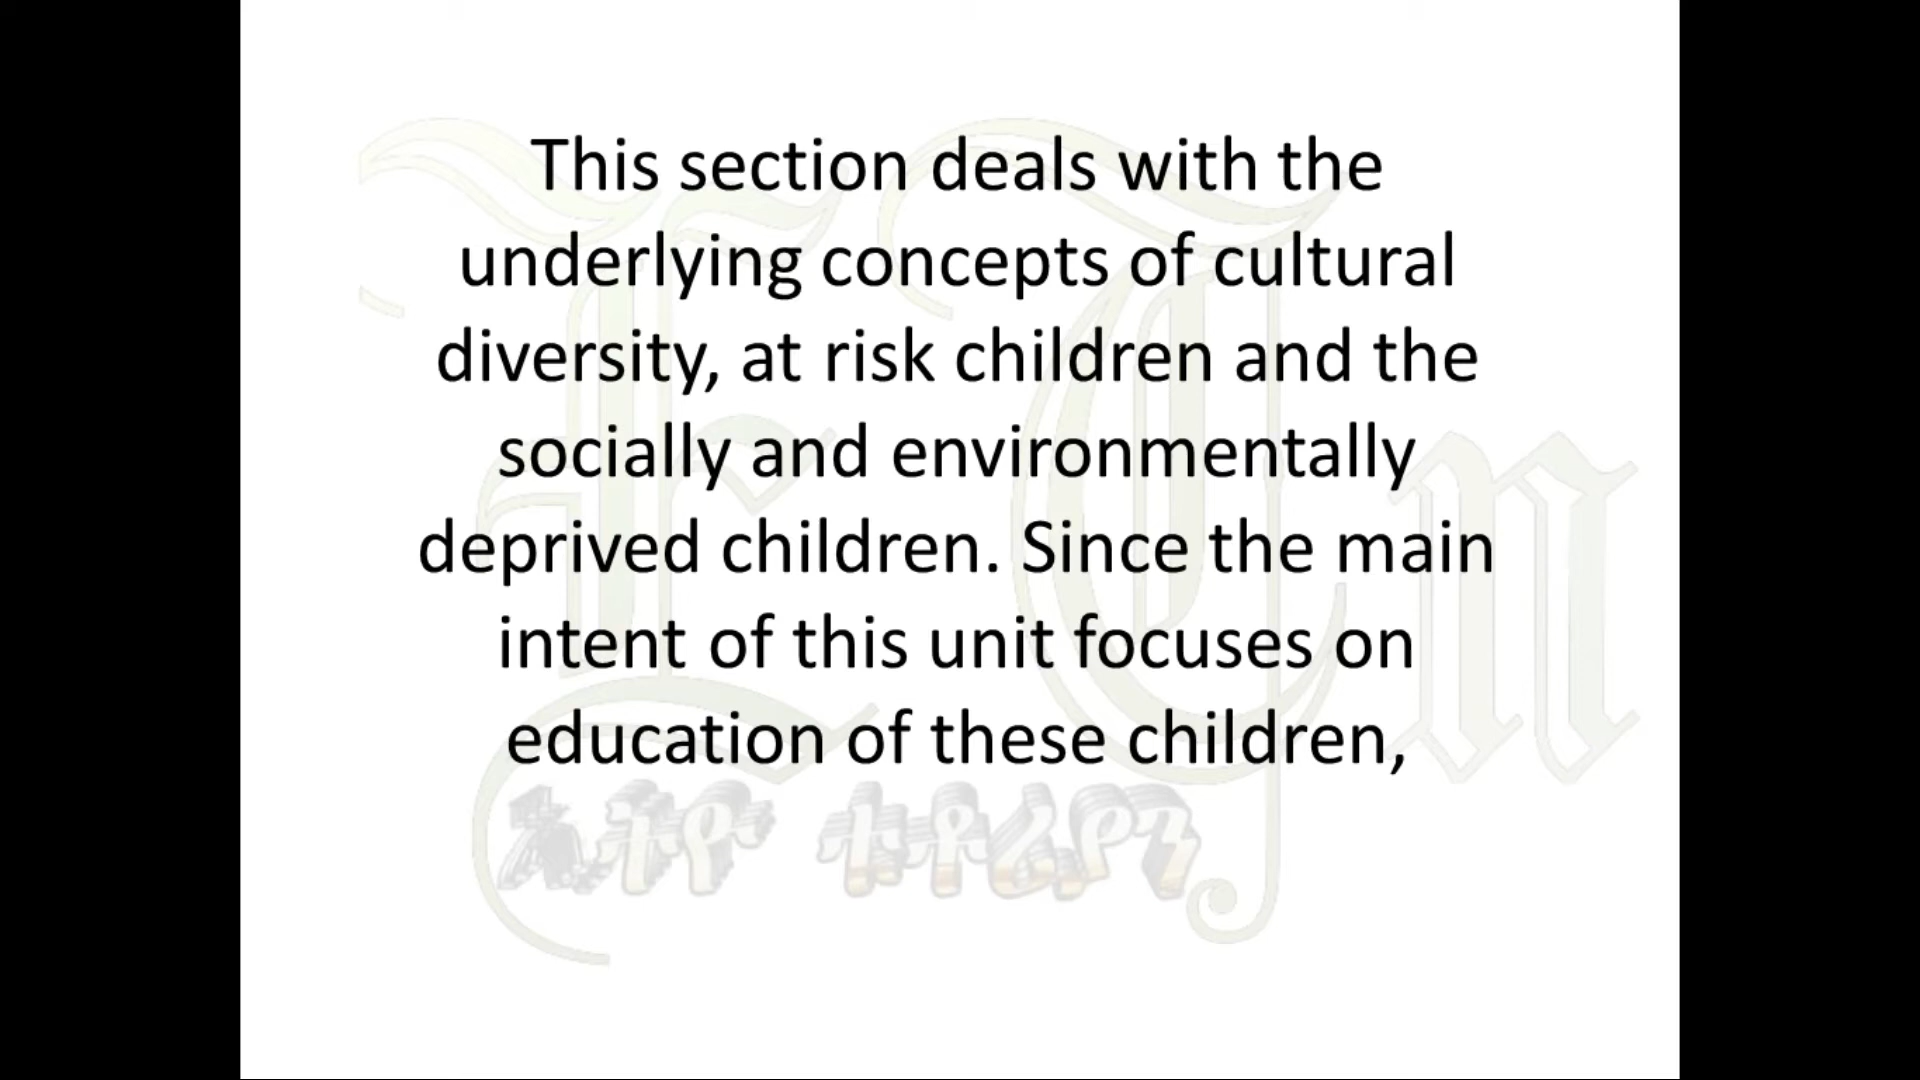 This section deals with the
underlying concepts of cultural
diversity, at risk children and the
socially and environmentally
deprived children. Since the main
intent of this unit focuses on
education of these children,